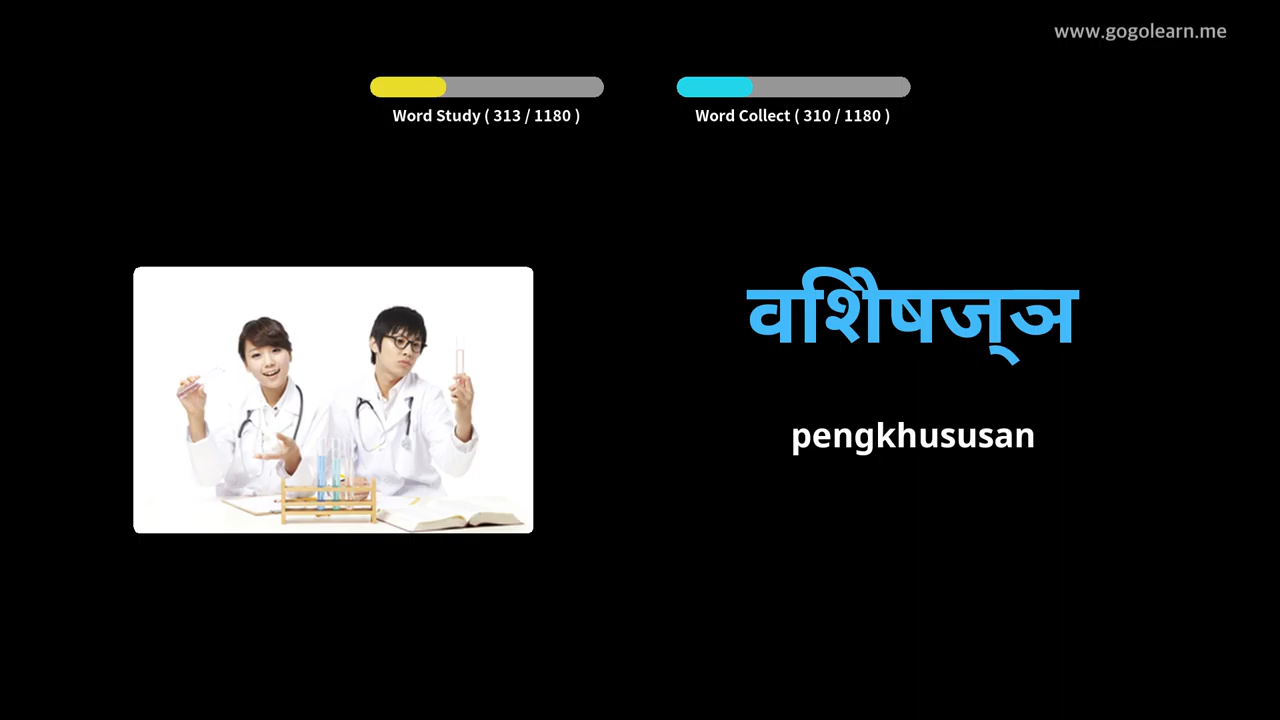 www.gogolearn.me
Word Study ( 313 / 1180 )
Word Collect ( 310 / 1180 )
वशिेषज्‌ञ
pengkhususan